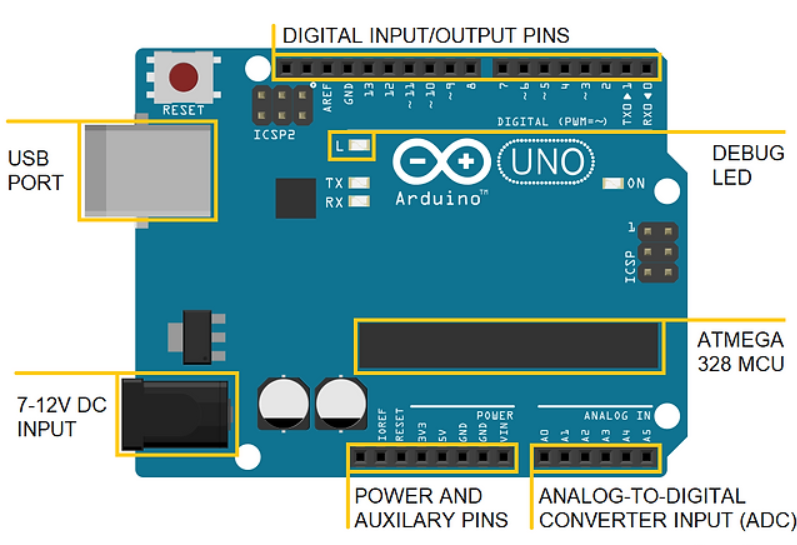 DIGITAL INPUT/OUTPUT PINS
RESET
ICSP2
AREF
GND
13
12
~11
~10
~9
8
7
~6
~5
4
~3
2
TX0▶1
RX0◀0
DIGITAL (PWM=~)
USB
PORT
L
TX
RX
Arduino™
UNO
ON
DEBUG
LED
1
ICSP
ATMEGA
328 MCU
7-12V DC
INPUT
POWER
IOREF
RESET
3V3
5V
GND
GND
VIN
ANALOG IN
A0
A1
A2
A3
A4
A5
POWER AND
AUXILARY PINS
ANALOG-TO-DIGITAL
CONVERTER INPUT (ADC)